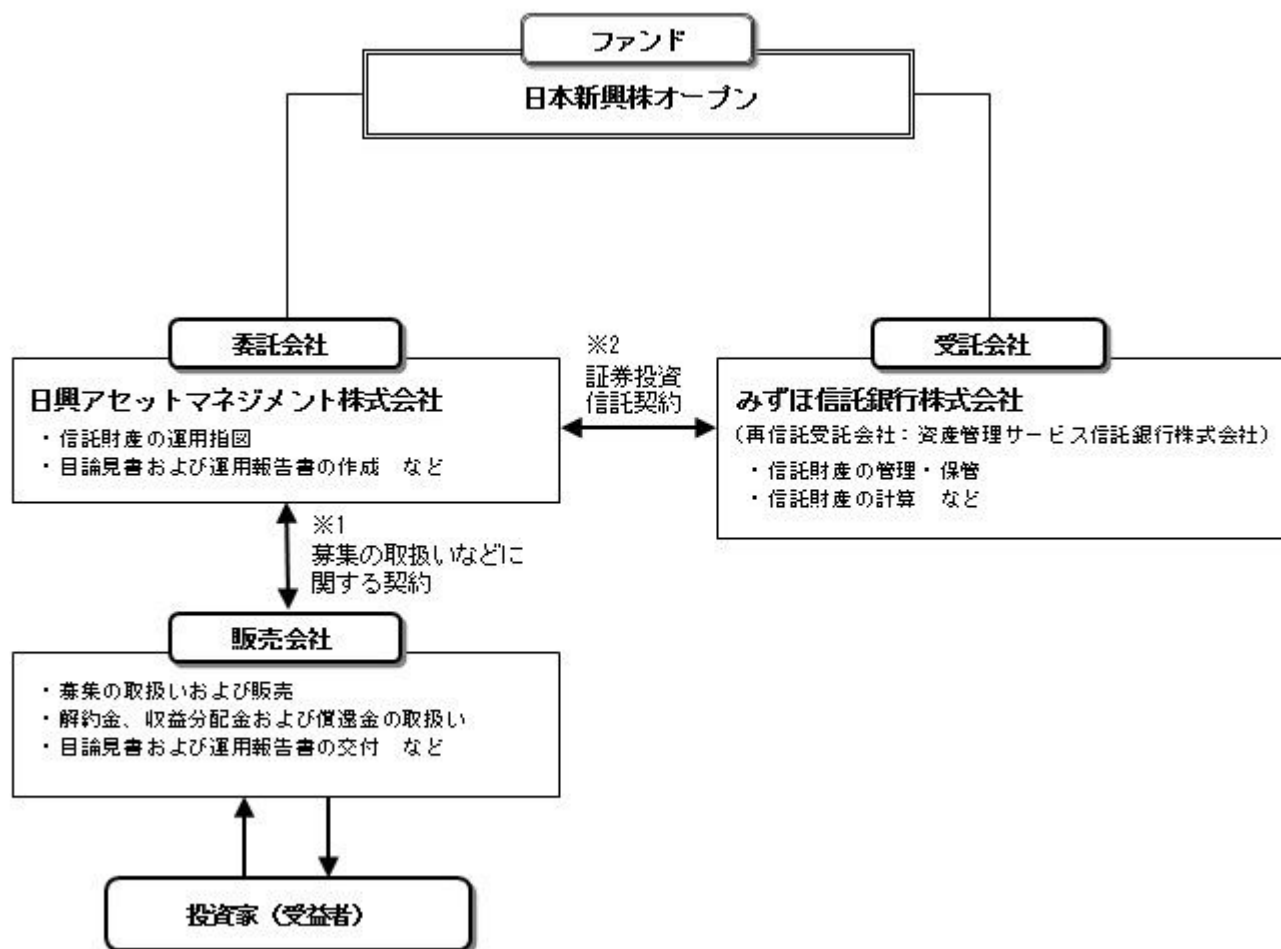 ファンド
日本新興株オープン
委託会社
日興アセットマネジメント株式会社
・信託財産の運用指図
・目論見書および運用報告書の作成　など
※2
証券投資
信託契約
受託会社
みずほ信託銀行株式会社
（再信託受託会社：資産管理サービス信託銀行株式会社）
・信託財産の管理・保管
・信託財産の計算　など
※1
募集の取扱いなどに
関する契約
販売会社
・募集の取扱いおよび販売
・解約金、収益分配金および償還金の取扱い
・目論見書および運用報告書の交付　など
投資家（受益者）